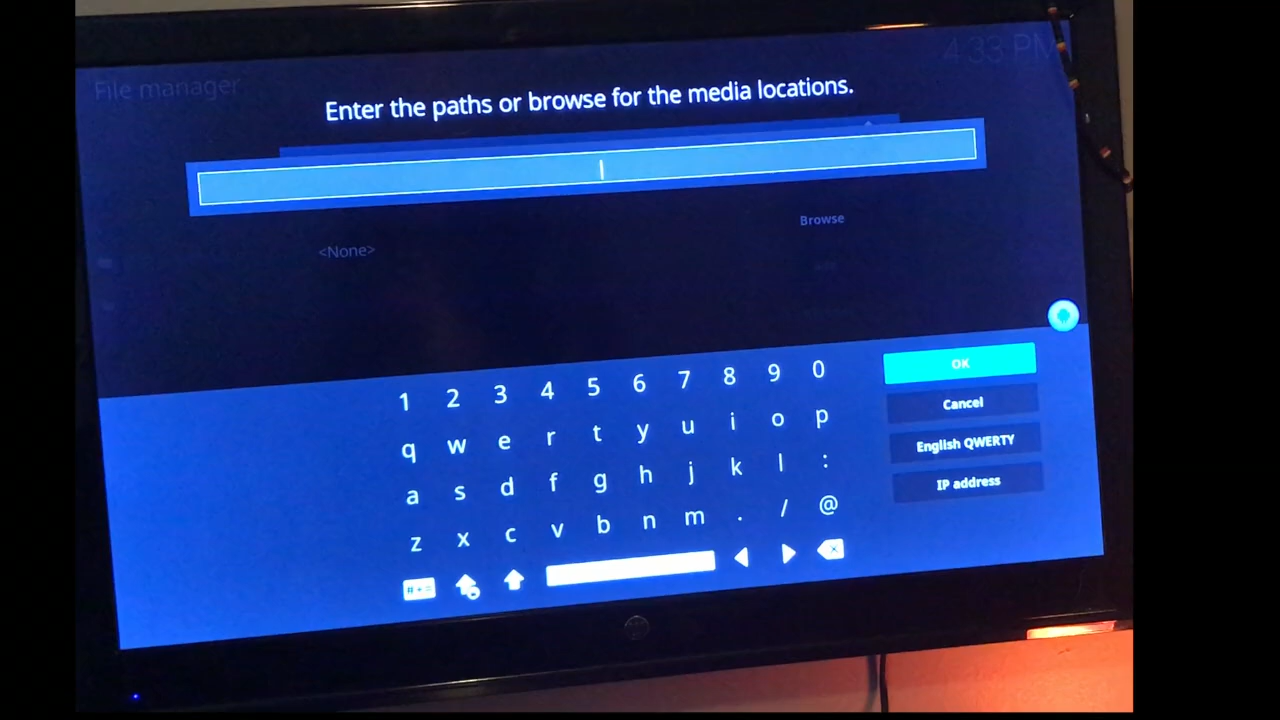 File manager
4:33 PM
Enter the paths or browse for the media locations.
Browse
<None>
1 2 3 4 5 6 7 8 9 0
OK
q w e r t y u i o p
Cancel
a s d f g h j k l :
English QWERTY
z x c v b n m . / @
IP address
#+=